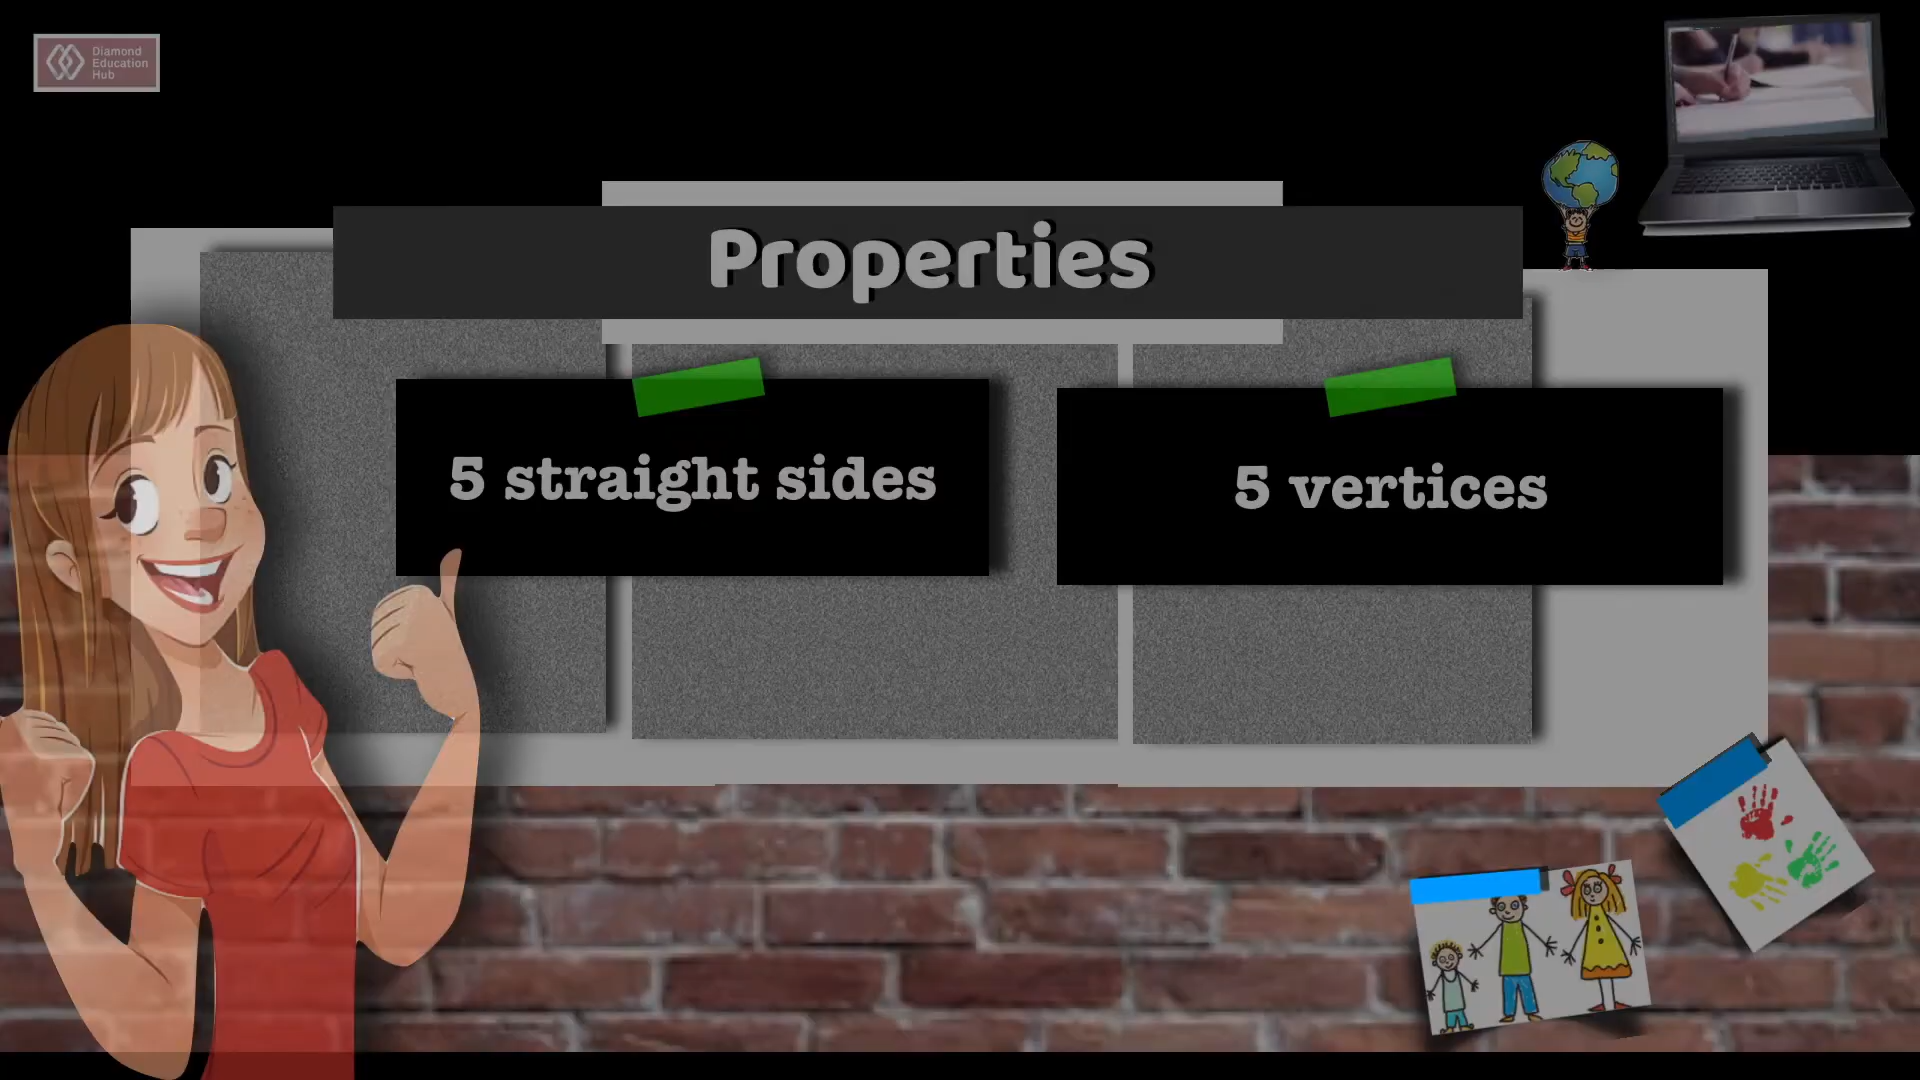 Diamond
Education
Hub
Properties
5 straight sides
5 vertices